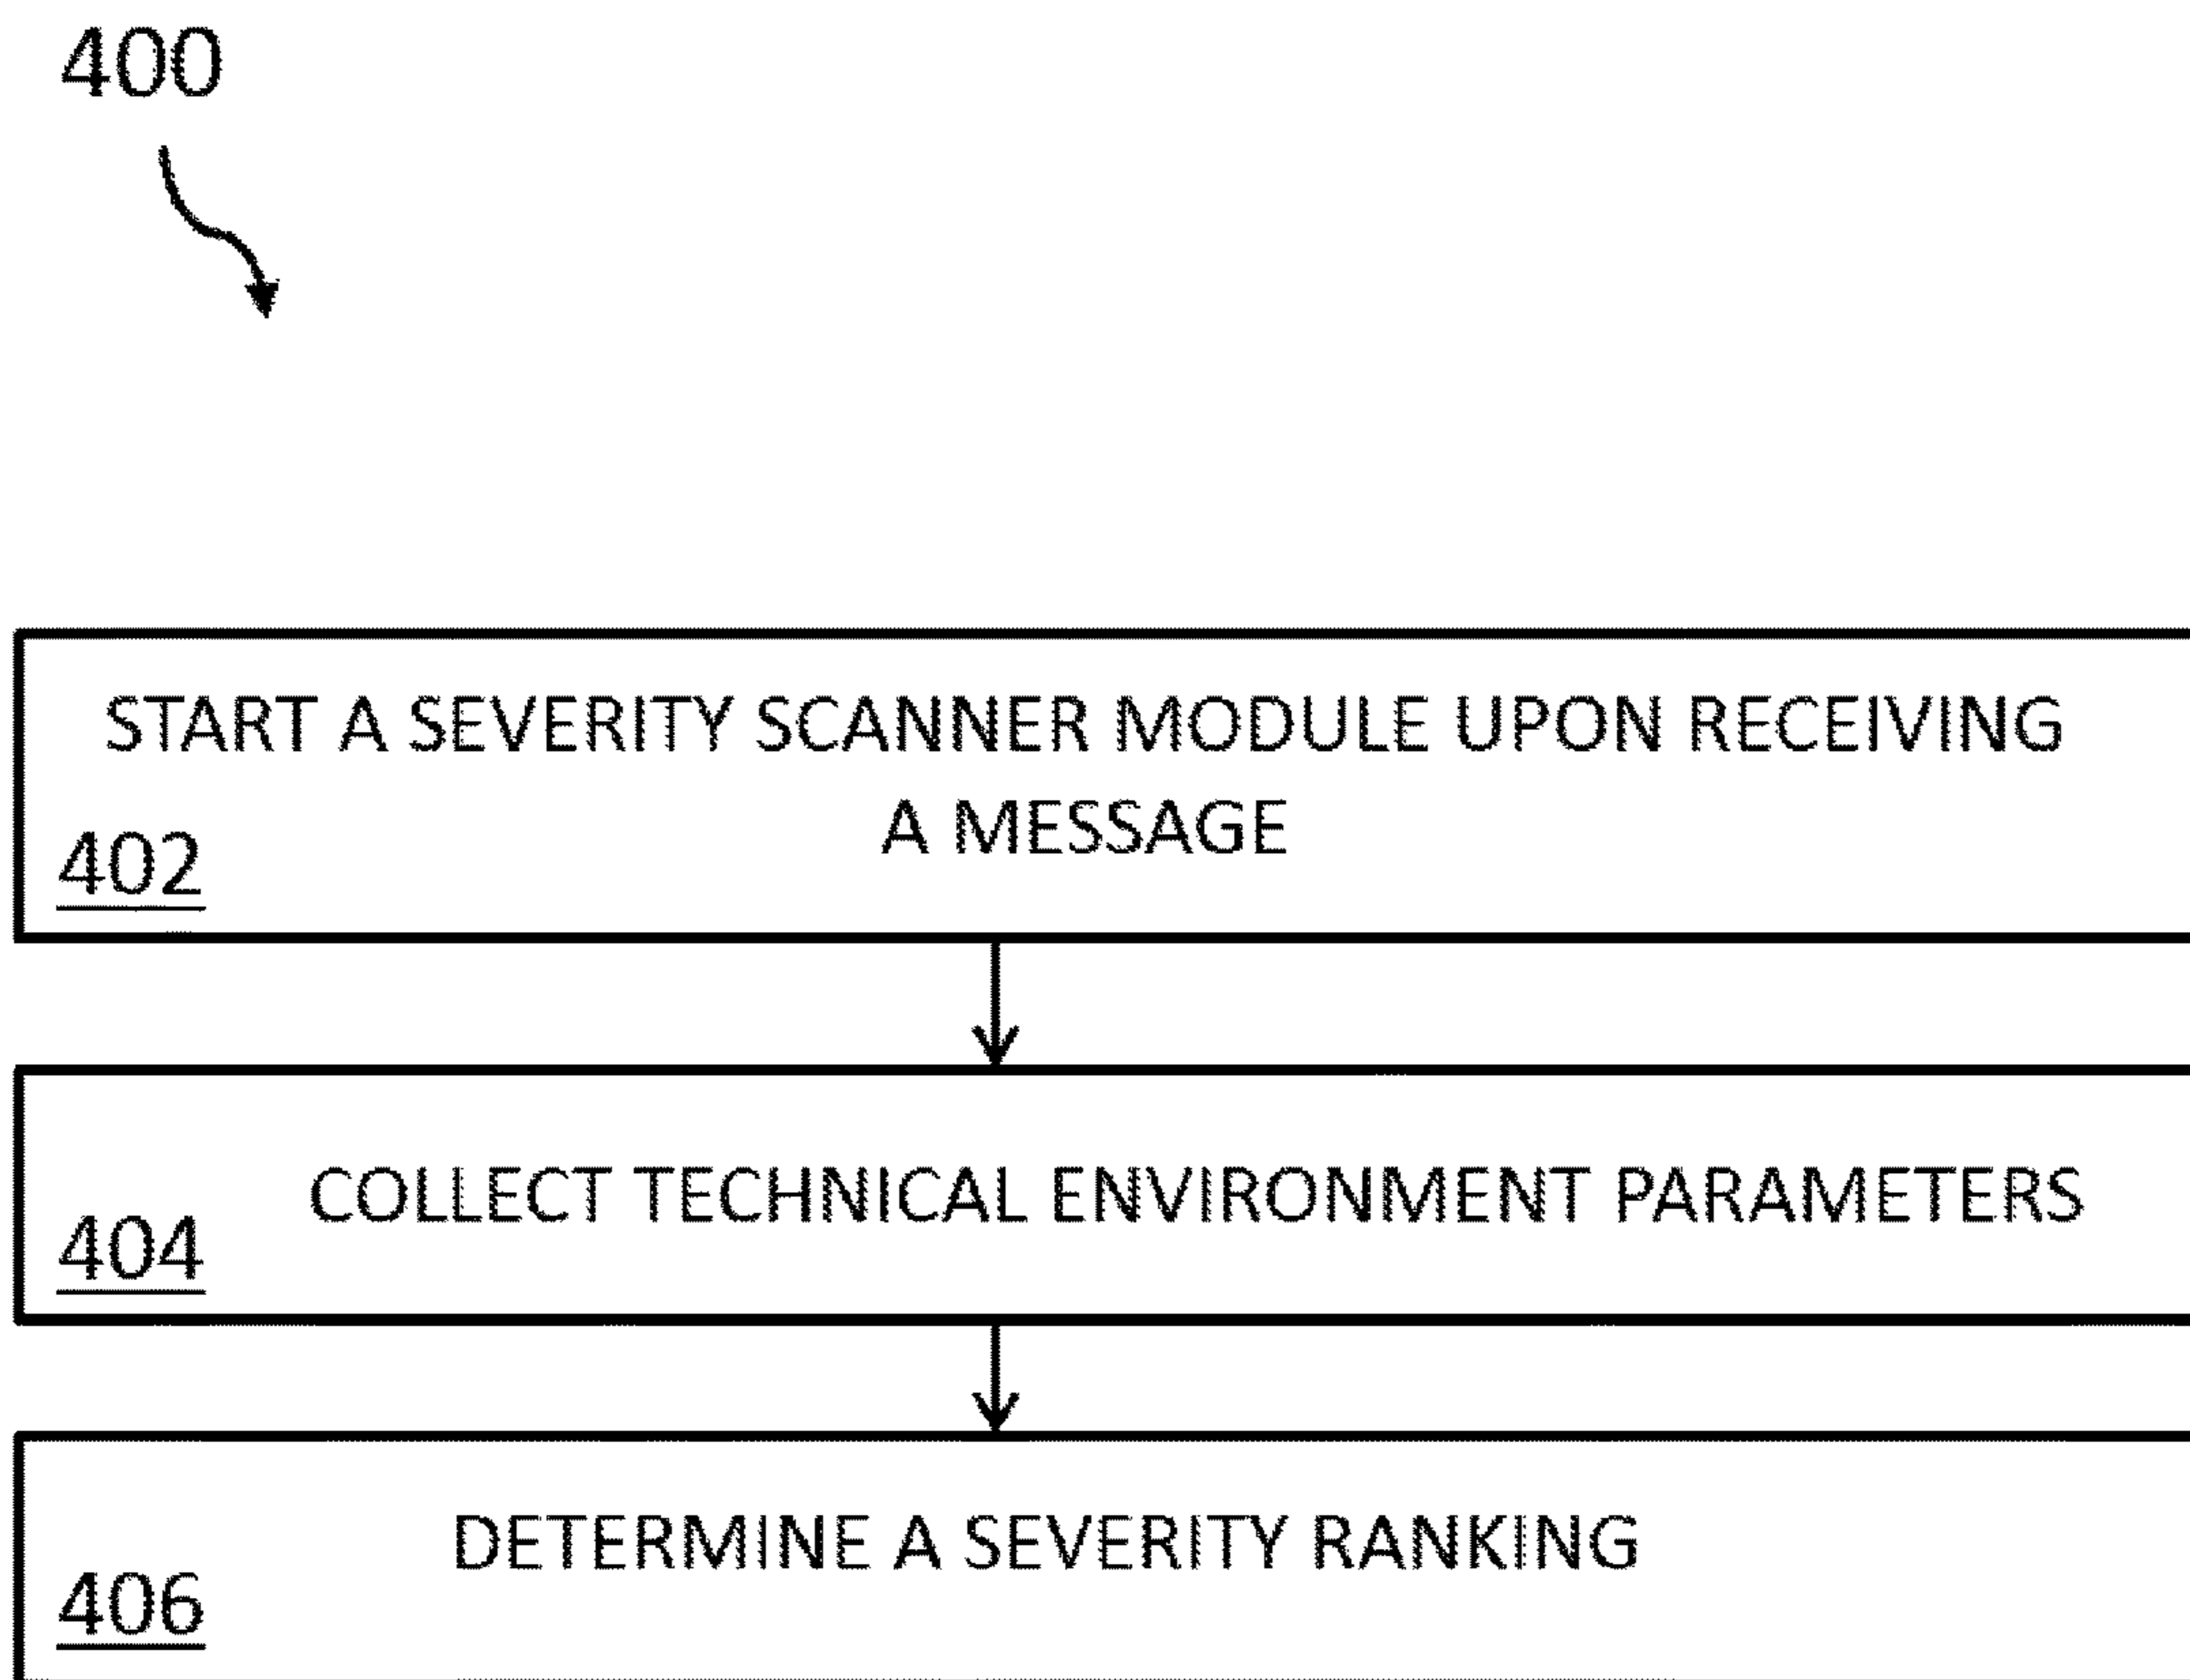 400
START A SEVERITY SCANNER MODULE UPON RECEIVING
A MESSAGE
402
COLLECT TECHNICAL ENVIRONMENT PARAMETERS
404
DETERMINE A SEVERITY RANKING
406